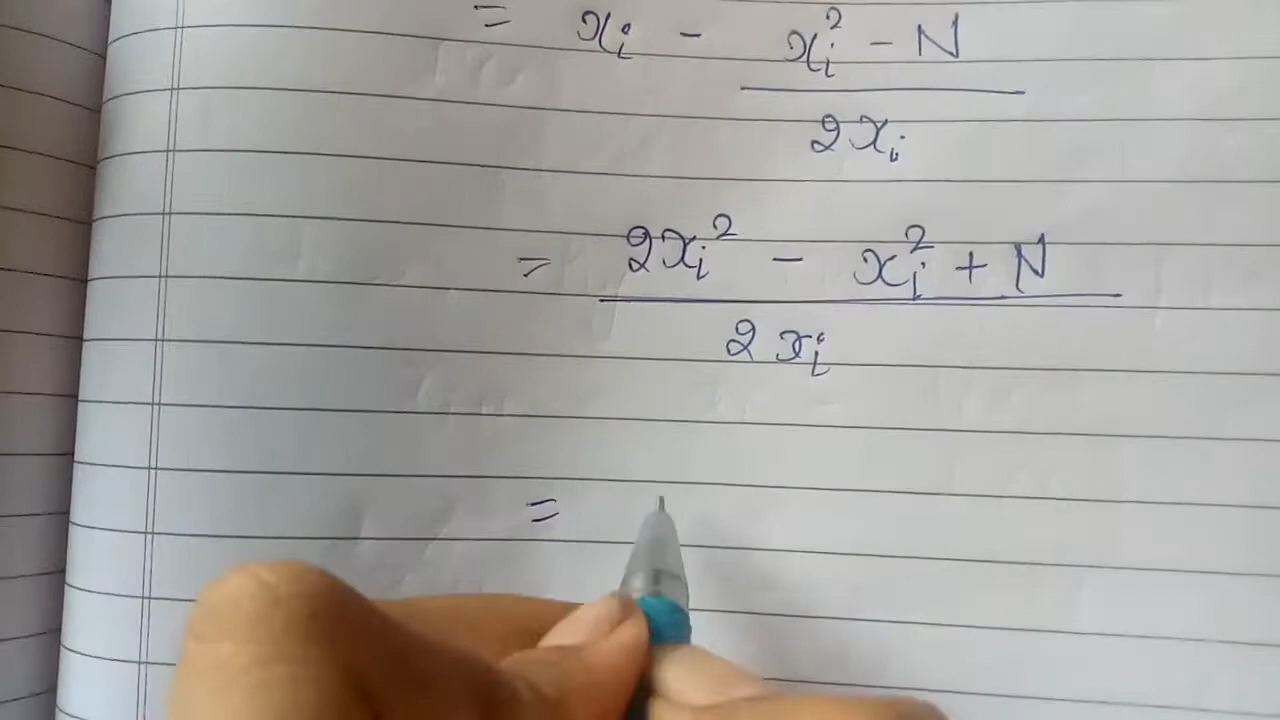 = xᵢ - (xᵢ² - N) / (2xᵢ)
= (2xᵢ² - xᵢ² + N) / (2xᵢ)
=